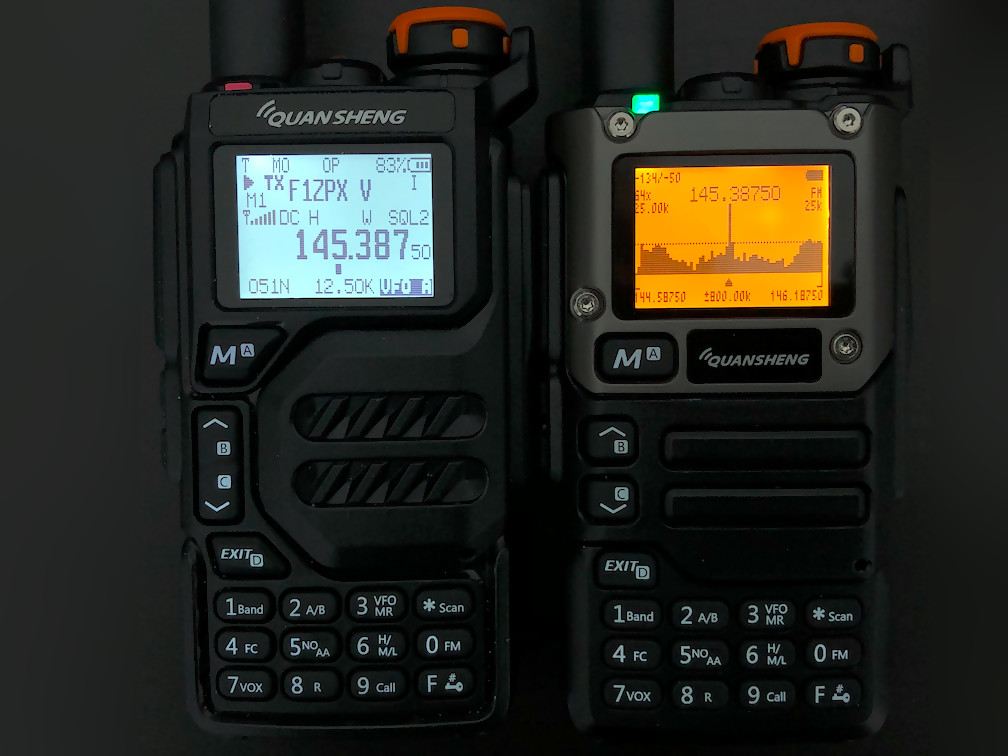 QUANSHENG
T MO OP 83%
TX F1ZPX V I
M1
DC H W SQL2
145.38750
051N 12.50K VFO A
M A
B
C
EXIT D
1 Band 2 A/B 3 VFO MR * Scan
4 FC 5 NO AA 6 H/M/L 0 FM
7 VOX 8 R 9 Call F #
-134/-50
145.38750
64x FM
25.00k 25k
144.58750 ±800.00k 146.18750
M A
QUANSHENG
B
C
EXIT D
1 Band 2 A/B 3 VFO MR * Scan
4 FC 5 NO AA 6 H/M/L 0 FM
7 VOX 8 R 9 Call F #